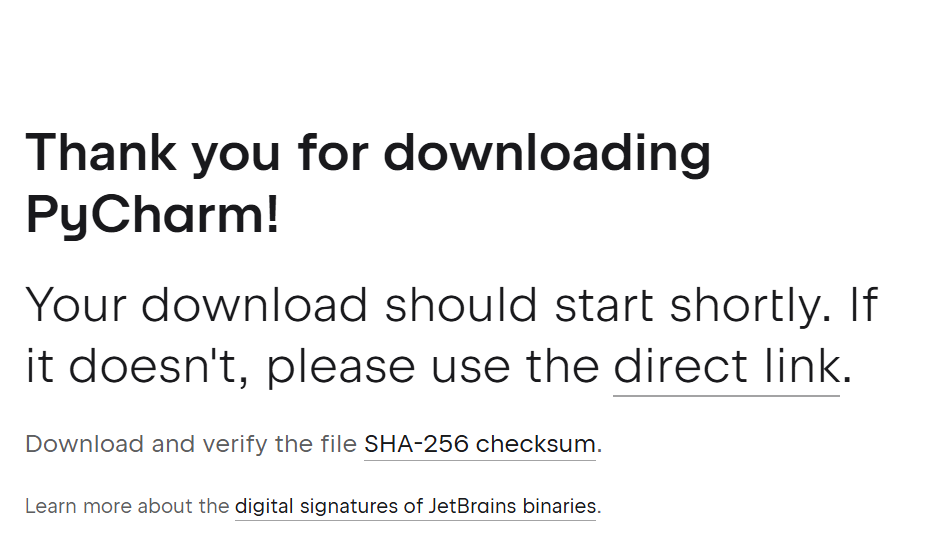 Thank you for downloading
PyCharm!
Your download should start shortly. If
it doesn't, please use the direct link.
Download and verify the file SHA-256 checksum.
Learn more about the digital signatures of JetBrains binaries.